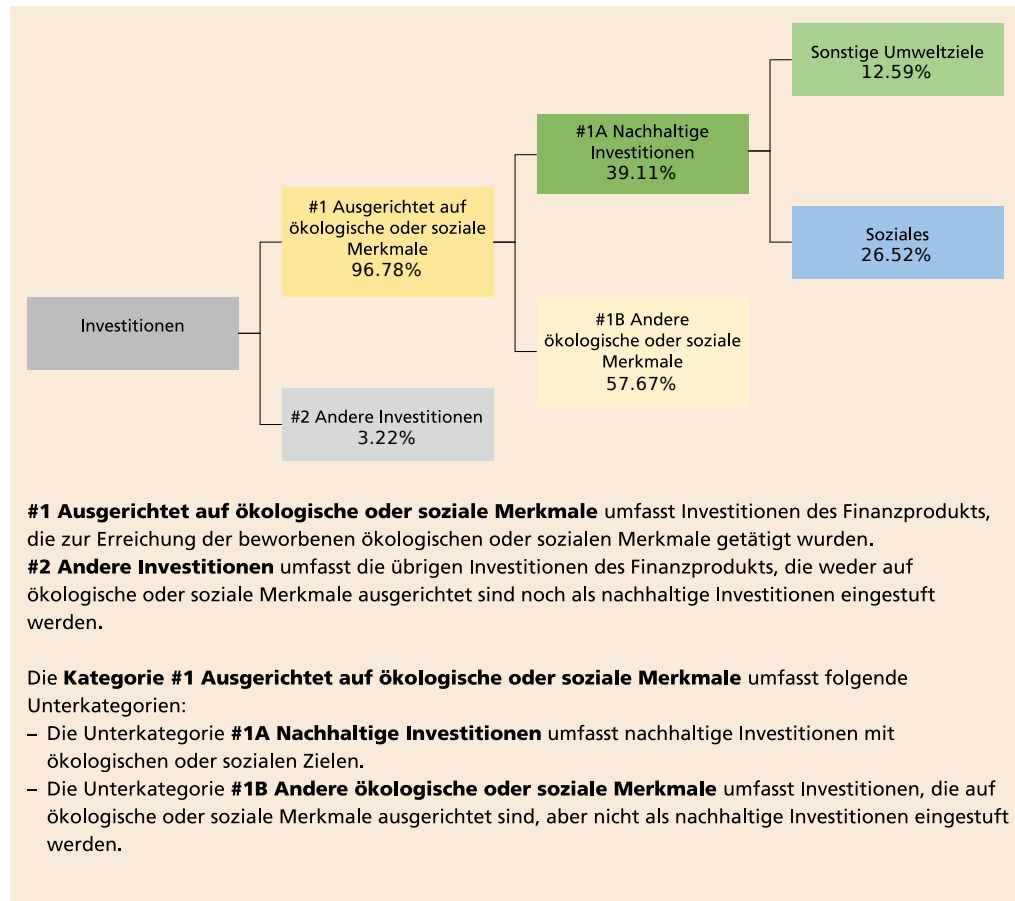 Sonstige Umweltziele
12.59%
#1A Nachhaltige
Investitionen
39.11%
#1 Ausgerichtet auf
ökologische oder soziale
Merkmale
96.78%
Soziales
26.52%
Investitionen
#1B Andere
ökologische oder soziale
Merkmale
57.67%
#2 Andere Investitionen
3.22%
#1 Ausgerichtet auf ökologische oder soziale Merkmale umfasst Investitionen des Finanzprodukts,
die zur Erreichung der beworbenen ökologischen oder sozialen Merkmale getätigt wurden.
#2 Andere Investitionen umfasst die übrigen Investitionen des Finanzprodukts, die weder auf
ökologische oder soziale Merkmale ausgerichtet sind noch als nachhaltige Investitionen eingestuft
werden.
Die Kategorie #1 Ausgerichtet auf ökologische oder soziale Merkmale umfasst folgende
Unterkategorien:
– Die Unterkategorie #1A Nachhaltige Investitionen umfasst nachhaltige Investitionen mit
ökologischen oder sozialen Zielen.
– Die Unterkategorie #1B Andere ökologische oder soziale Merkmale umfasst Investitionen, die auf
ökologische oder soziale Merkmale ausgerichtet sind, aber nicht als nachhaltige Investitionen eingestuft
werden.